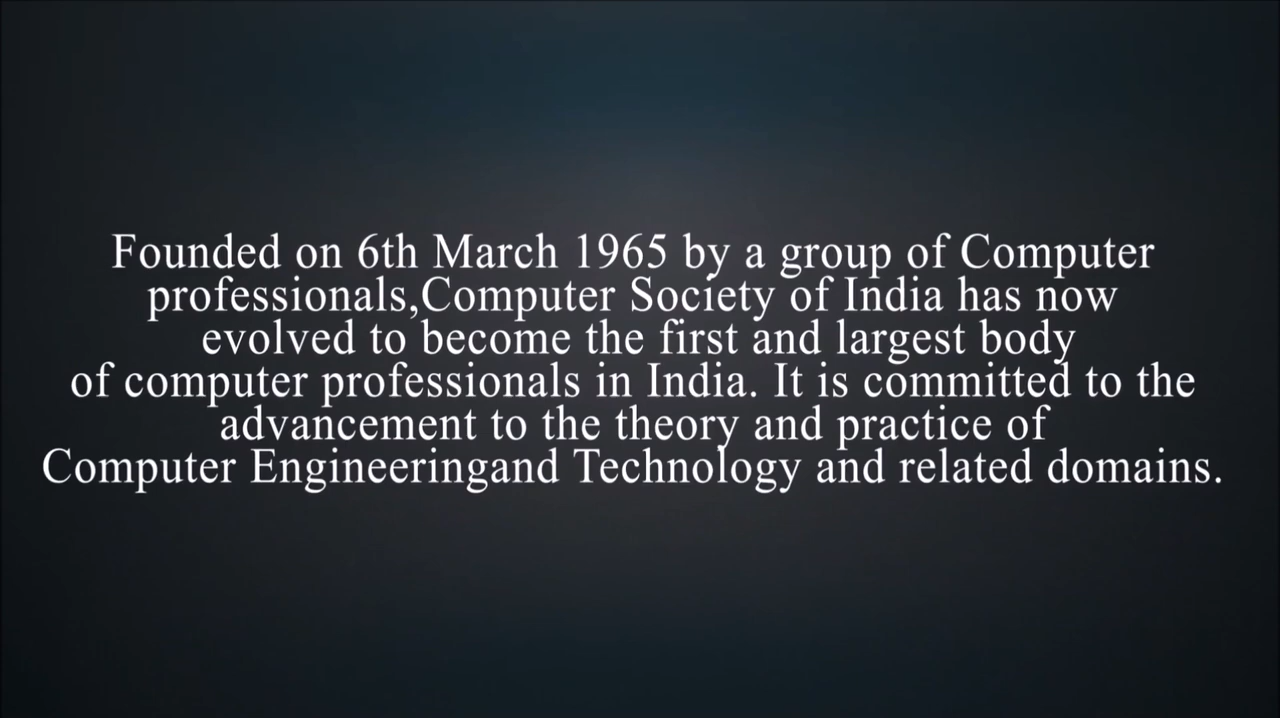 Founded on 6th March 1965 by a group of Computer
professionals,Computer Society of India has now
evolved to become the first and largest body
of computer professionals in India. It is committed to the
advancement to the theory and practice of
Computer Engineeringand Technology and related domains.